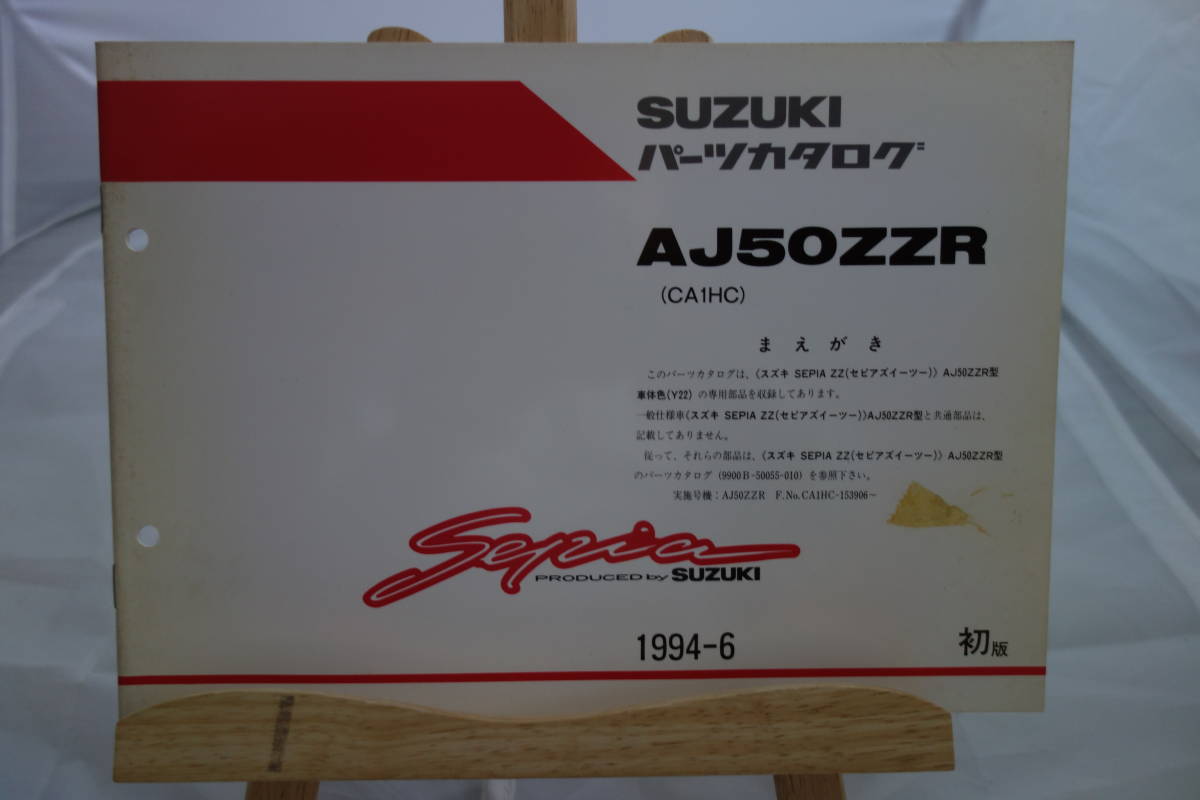 SUZUKI
パーツカタログ
AJ50ZZR
(CA1HC)
まえがき
このパーツカタログは、《スズキ SEPIA ZZ(セピアズイーツー)》AJ50ZZR型
車体色(Y22)の専用部品を収録してあります。
一般仕様車《スズキ SEPIA ZZ(セピアズイーツー)》AJ50ZZR型と共通部品は、
記載してありません。
従って、それらの部品は、《スズキ SEPIA ZZ(セピアズイーツー)》AJ50ZZR型
のパーツカタログ(9900B-50055-010)を参照下さい。
実施号機:AJ50ZZR F.No.CA1HC-153906~
Sepia
PRODUCED by SUZUKI
1994-6 初版